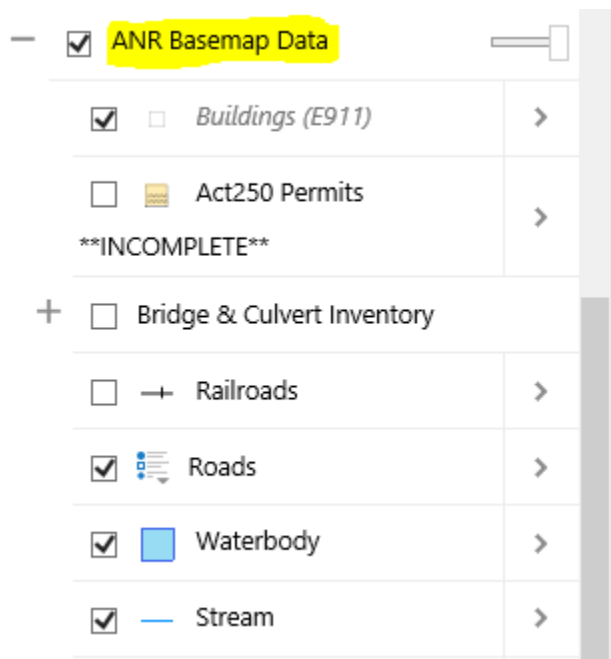 ANR Basemap Data
Buildings (E911)
Act250 Permits
**INCOMPLETE**
Bridge & Culvert Inventory
Railroads
Roads
Waterbody
Stream